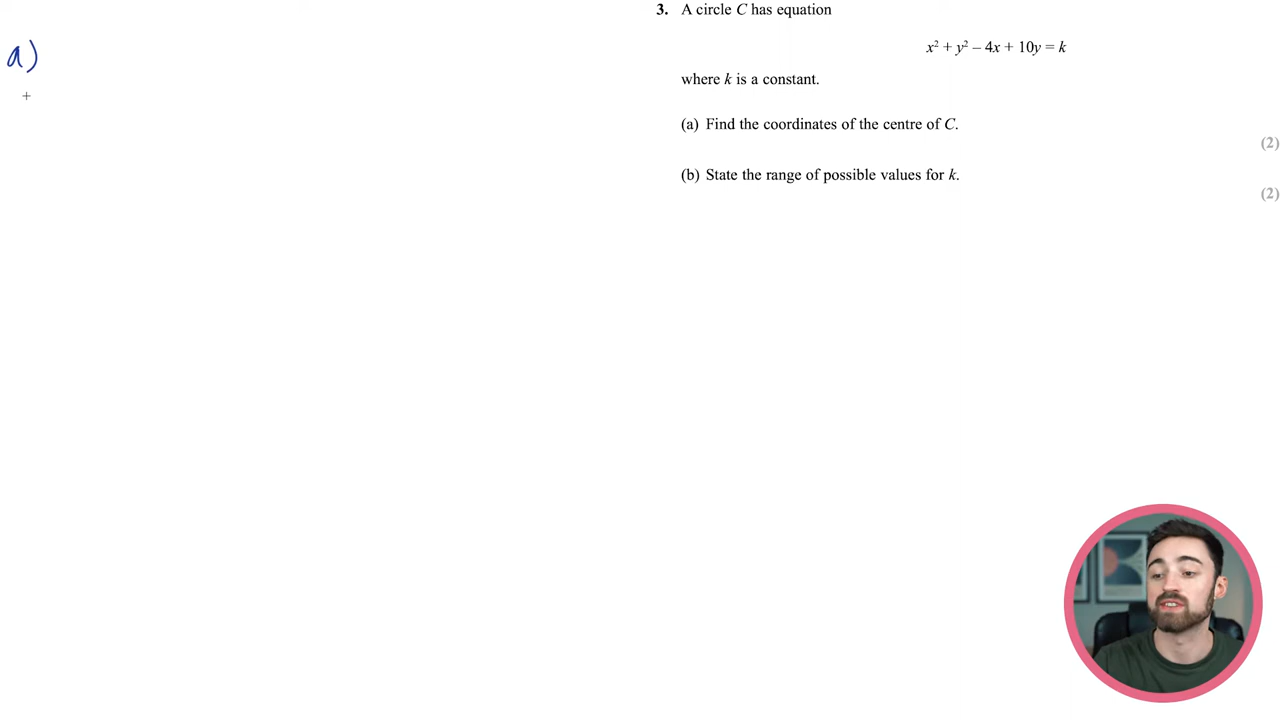 a)
3. A circle C has equation
x² + y² – 4x + 10y = k
where k is a constant.
(a) Find the coordinates of the centre of C.
(2)
(b) State the range of possible values for k.
(2)